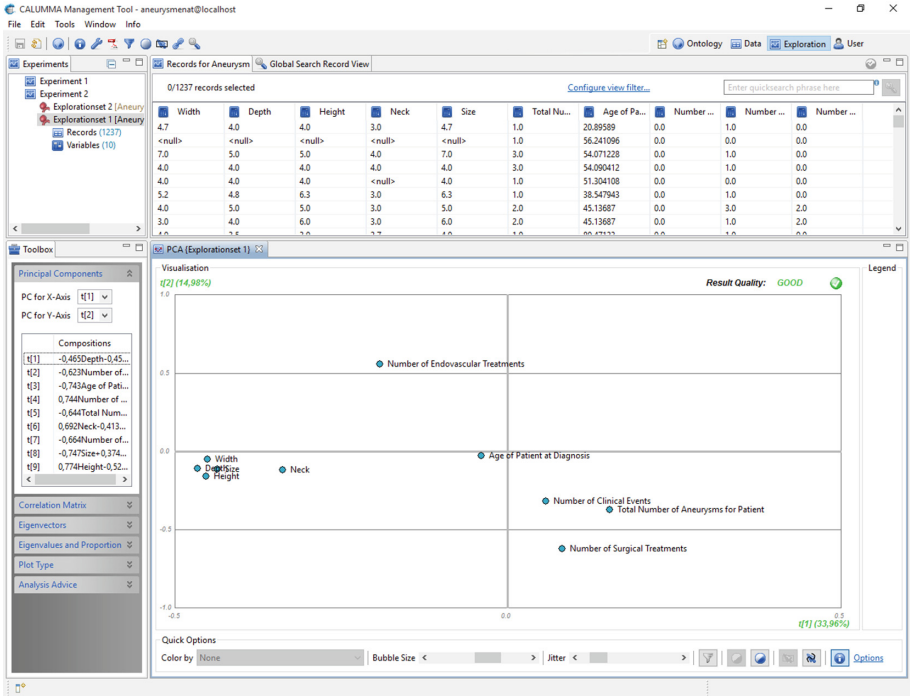 CALUMMA Management Tool - aneurysmenat@localhost
File Edit Tools Window Info
Ontology Data Exploration User
Experiments
Experiment 1
Experiment 2
Explorationset 2 [Aneury
Explorationset 1 [Aneury
Records (1237)
Variables (10)
Records for Aneurysm Global Search Record View
0/1237 records selected Configure view filter... Enter quicksearch phrase here
Width Depth Height Neck Size Total Nu... Age of Pa... Number ... Number ... Number ...
4.7 4.0 4.0 3.0 4.7 1.0 20.89589 0.0 1.0 0.0
<null> <null> <null> <null> <null> 1.0 56.241096 0.0 0.0 0.0
7.0 5.0 5.0 4.0 7.0 3.0 54.071228 0.0 1.0 0.0
4.0 4.0 4.0 4.0 4.0 3.0 54.090412 0.0 1.0 0.0
4.0 4.0 4.0 <null> 4.0 1.0 51.304108 0.0 0.0 0.0
5.2 4.8 6.3 3.0 6.3 1.0 38.547943 0.0 1.0 0.0
4.0 5.0 5.0 3.0 5.0 2.0 45.13687 0.0 3.0 2.0
3.0 4.0 6.0 3.0 6.0 2.0 45.13687 0.0 1.0 2.0
Toolbox
Principal Components
PC for X-Axis t[1]
PC for Y-Axis t[2]
Compositions
t[1] -0,465Depth-0,45...
t[2] -0,623Number of...
t[3] -0,743Age of Pati...
t[4] 0,744Number of ...
t[5] -0,644Total Num...
t[6] 0,692Neck-0,413...
t[7] -0,664Number of...
t[8] -0,747Size+0,374...
t[9] 0,774Height-0,52...
Correlation Matrix
Eigenvectors
Eigenvalues and Proportion
Plot Type
Analysis Advice
PCA (Explorationset 1)
Visualisation
Legend
t[2] (14,98%)
Result Quality: GOOD
1.0
Number of Endovascular Treatments
0.5
0.0
Age of Patient at Diagnosis
Width
Depth
Size
Neck
Height
Number of Clinical Events
Total Number of Aneurysms for Patient
-0.5
Number of Surgical Treatments
-1.0
-0.5 0.0 0.5
t[1] (33,96%)
Quick Options
Color by None Bubble Size Jitter Options